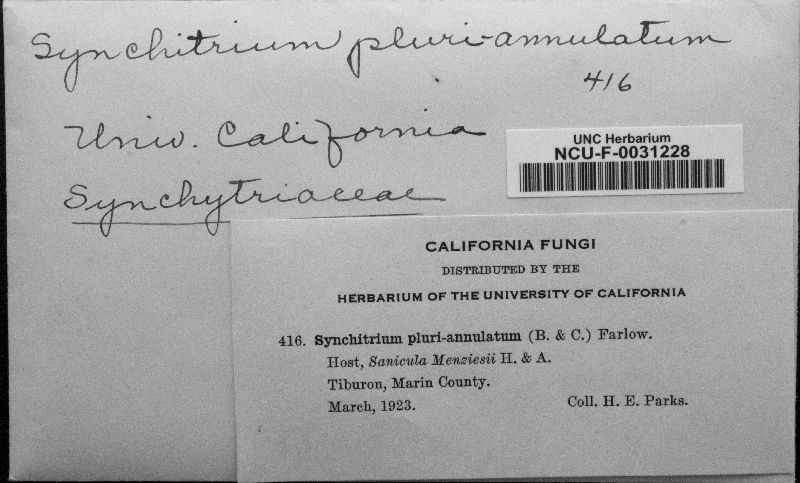 Synchitrium pluri-annulatum
416
Univ. California
Synchytriaceae
UNC Herbarium
NCU-F-0031228
CALIFORNIA FUNGI
DISTRIBUTED BY THE
HERBARIUM OF THE UNIVERSITY OF CALIFORNIA
416. Synchitrium pluri-annulatum (B. & C.) Farlow.
Host, Sanicula Menziesii H. & A.
Tiburon, Marin County.
March, 1923. Coll. H. E. Parks.